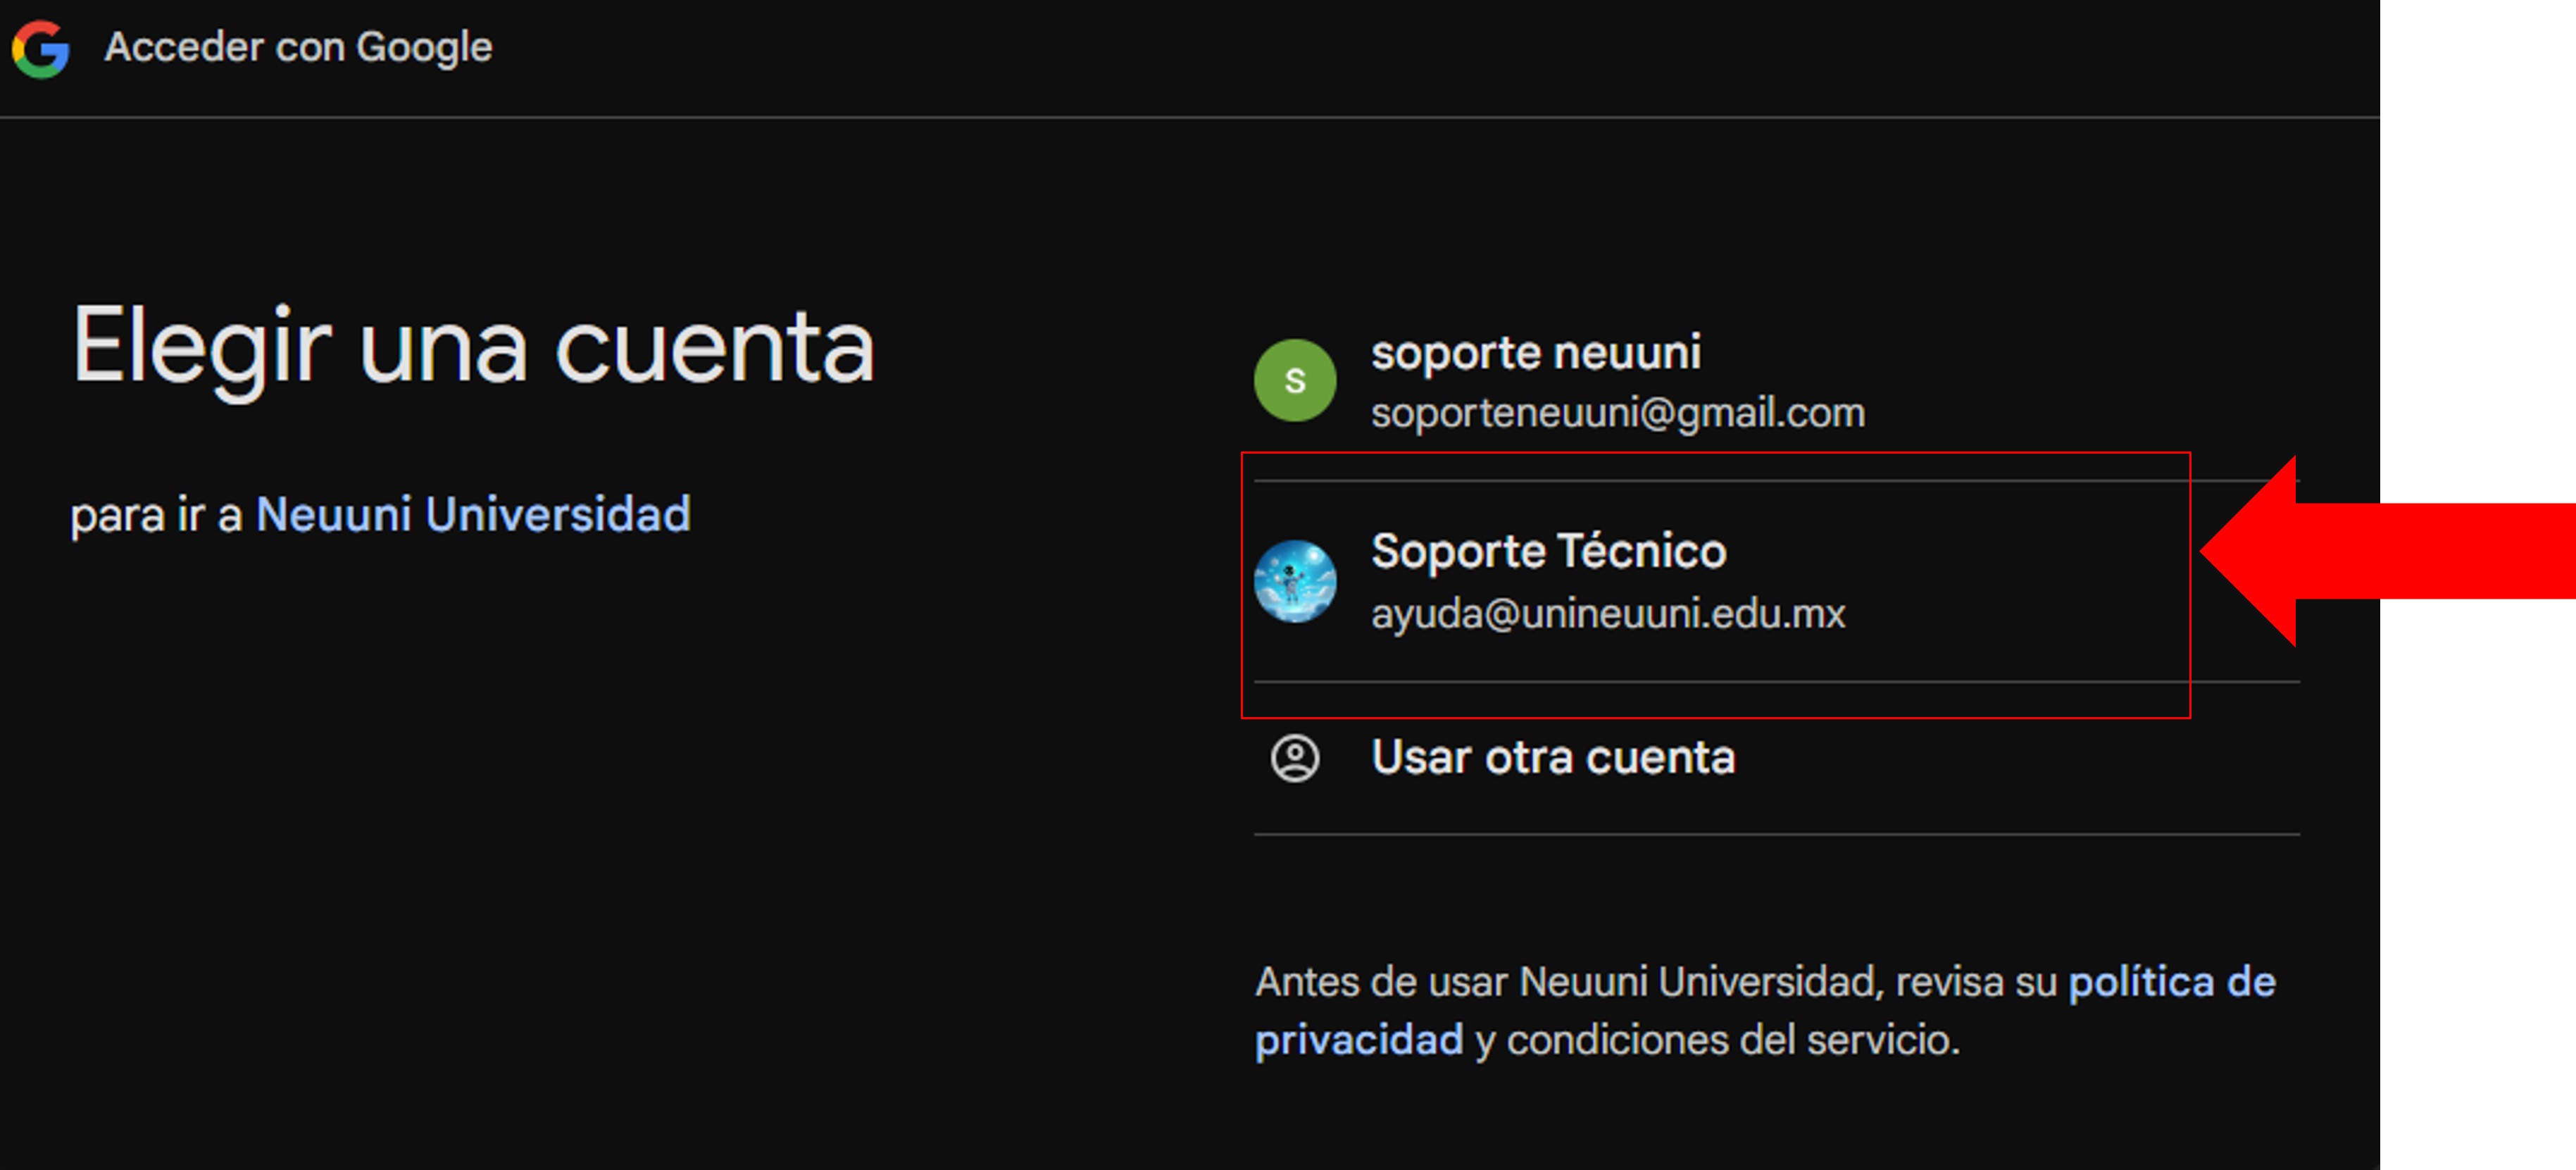 Acceder con Google
Elegir una cuenta
para ir a Neuuni Universidad
S
soporte neuuni
soporteneuuni@gmail.com
Soporte Técnico
ayuda@unineuuni.edu.mx
Usar otra cuenta
Antes de usar Neuuni Universidad, revisa su política de
privacidad y condiciones del servicio.